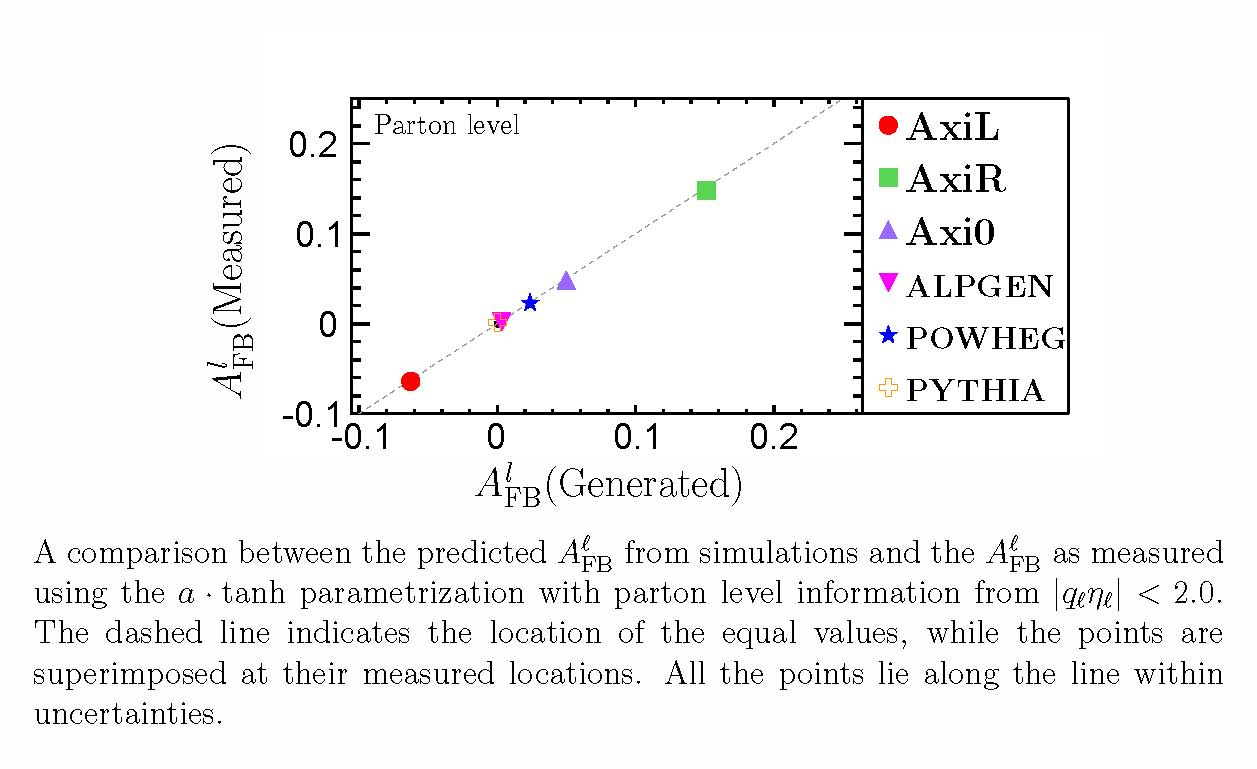 Parton level
0.2
0.1
0
-0.1
-0.1 0 0.1 0.2
A^l_FB(Measured)
A^l_FB(Generated)
AxiL
AxiR
Axi0
ALPGEN
POWHEG
PYTHIA
A comparison between the predicted A^ℓ_FB from simulations and the A^ℓ_FB as measured
using the a · tanh parametrization with parton level information from |q_ℓη_ℓ| < 2.0.
The dashed line indicates the location of the equal values, while the points are
superimposed at their measured locations. All the points lie along the line within
uncertainties.